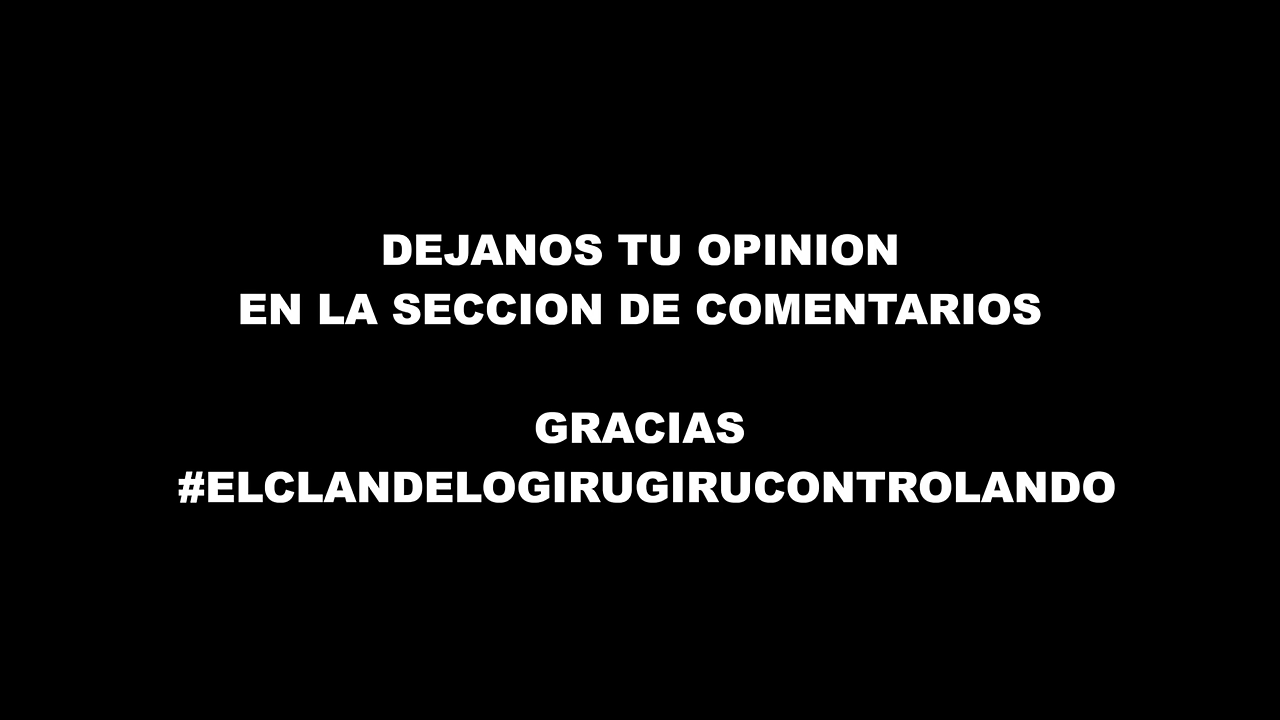 DEJANOS TU OPINION
EN LA SECCION DE COMENTARIOS
GRACIAS
#ELCLANDELOGIRUGIRUCONTROLANDO